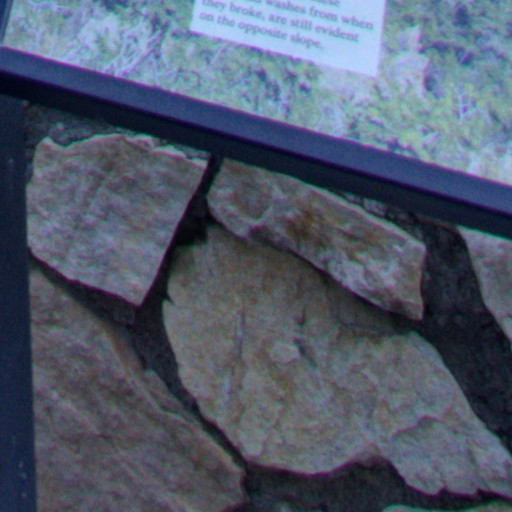 washes from when
they broke, are still evident
on the opposite slope.